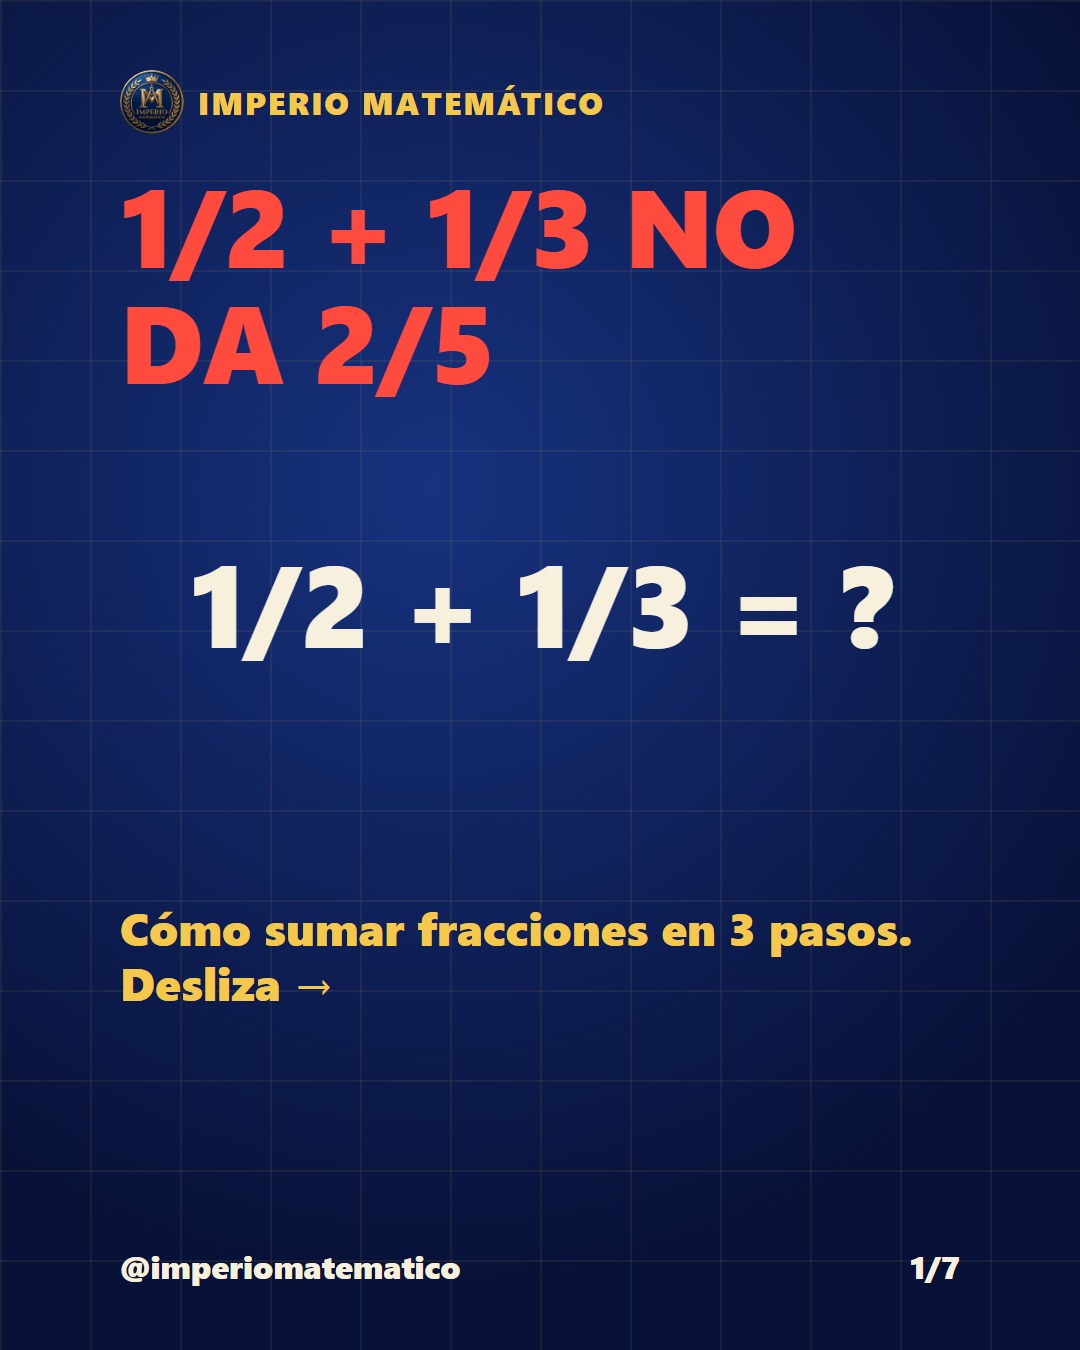 IMPERIO MATEMÁTICO
1/2 + 1/3 NO
DA 2/5
1/2 + 1/3 = ?
Cómo sumar fracciones en 3 pasos.
Desliza →
@imperiomatematico
1/7